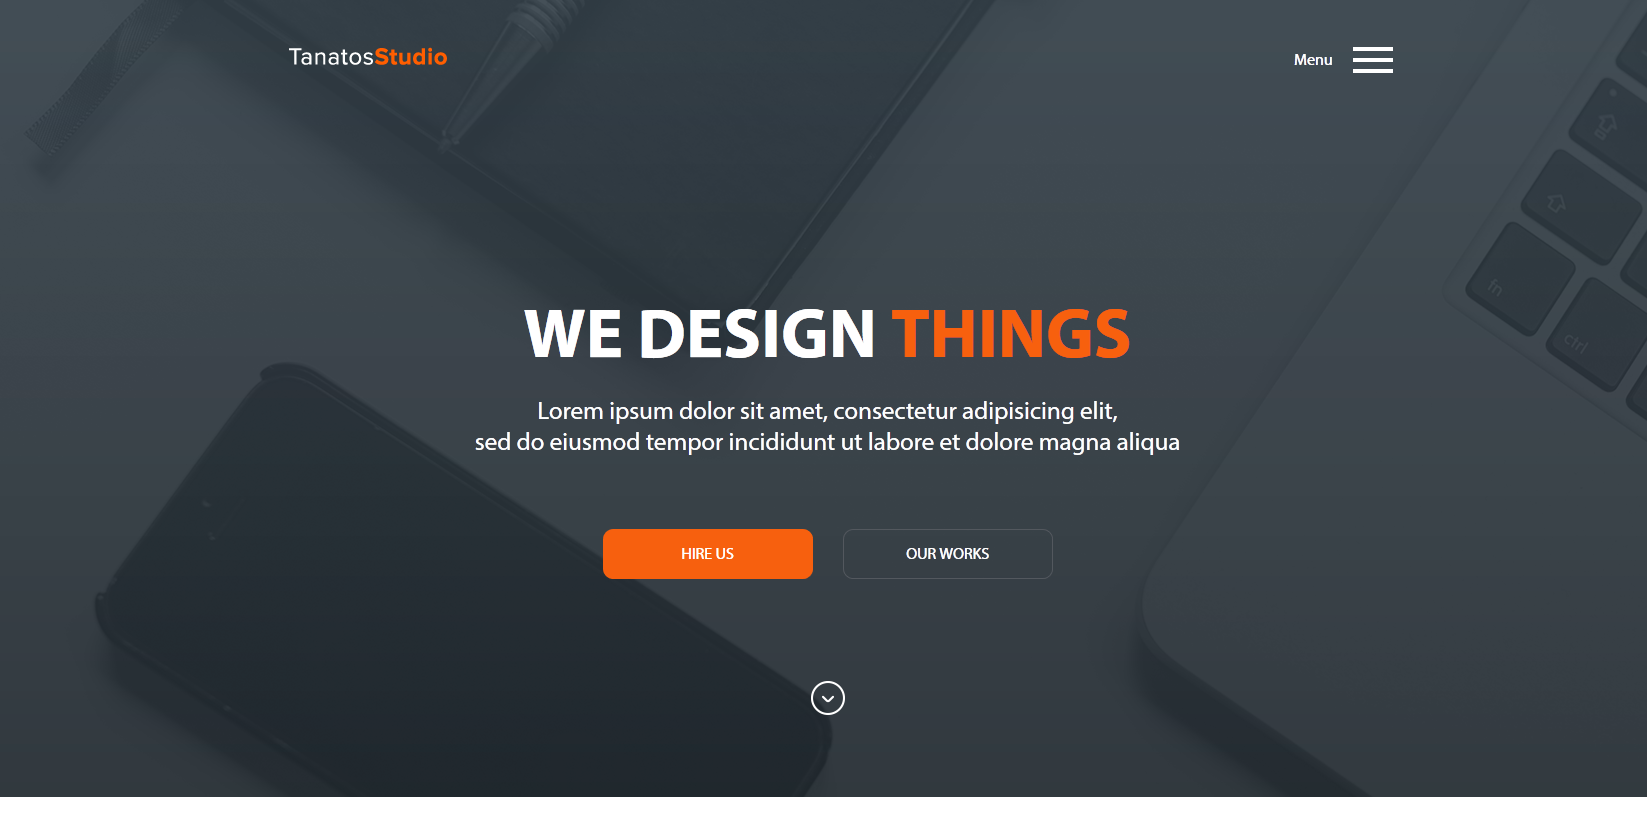 TanatosStudio
Menu
WE DESIGN THINGS
Lorem ipsum dolor sit amet, consectetur adipisicing elit,
sed do eiusmod tempor incididunt ut labore et dolore magna aliqua
HIRE US
OUR WORKS
fn
ctrl